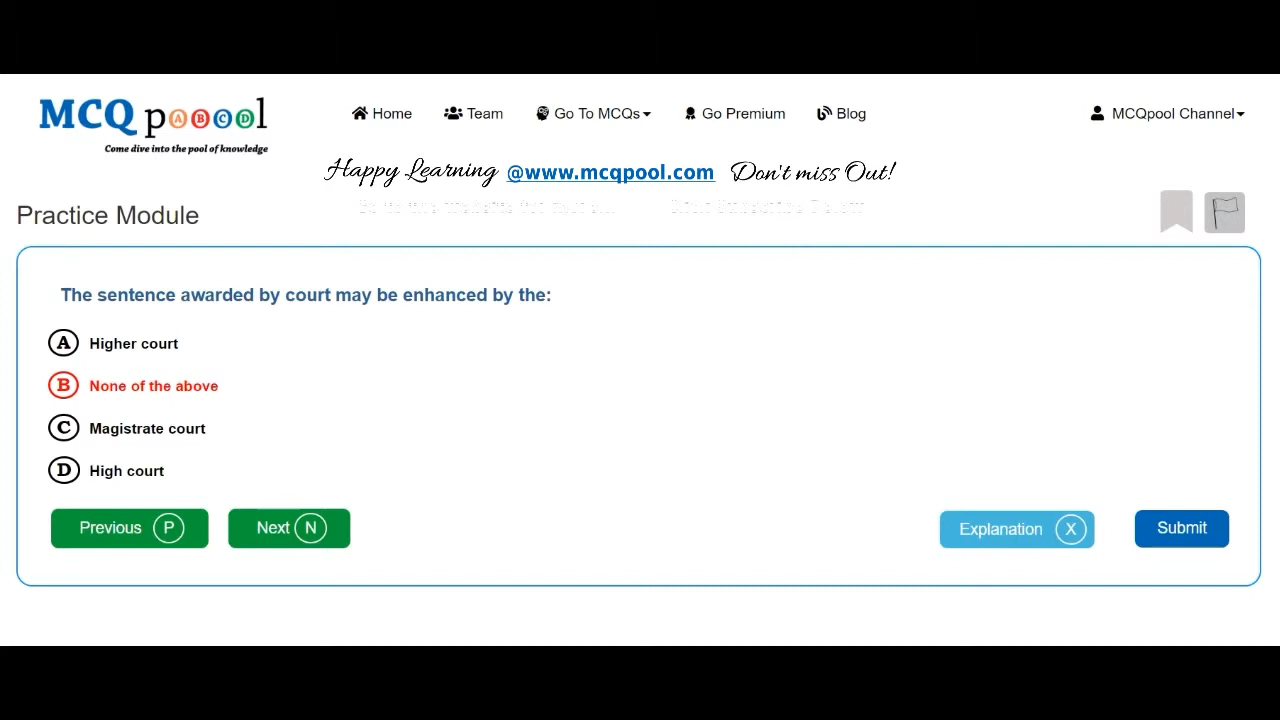 MCQ pABCDl
Come dive into the pool of knowledge
Home Team Go To MCQs Go Premium Blog MCQpool Channel
Happy Learning @www.mcqpool.com Don't miss Out!
Practice Module
The sentence awarded by court may be enhanced by the:
A Higher court
B None of the above
C Magistrate court
D High court
Previous P Next N Explanation X Submit